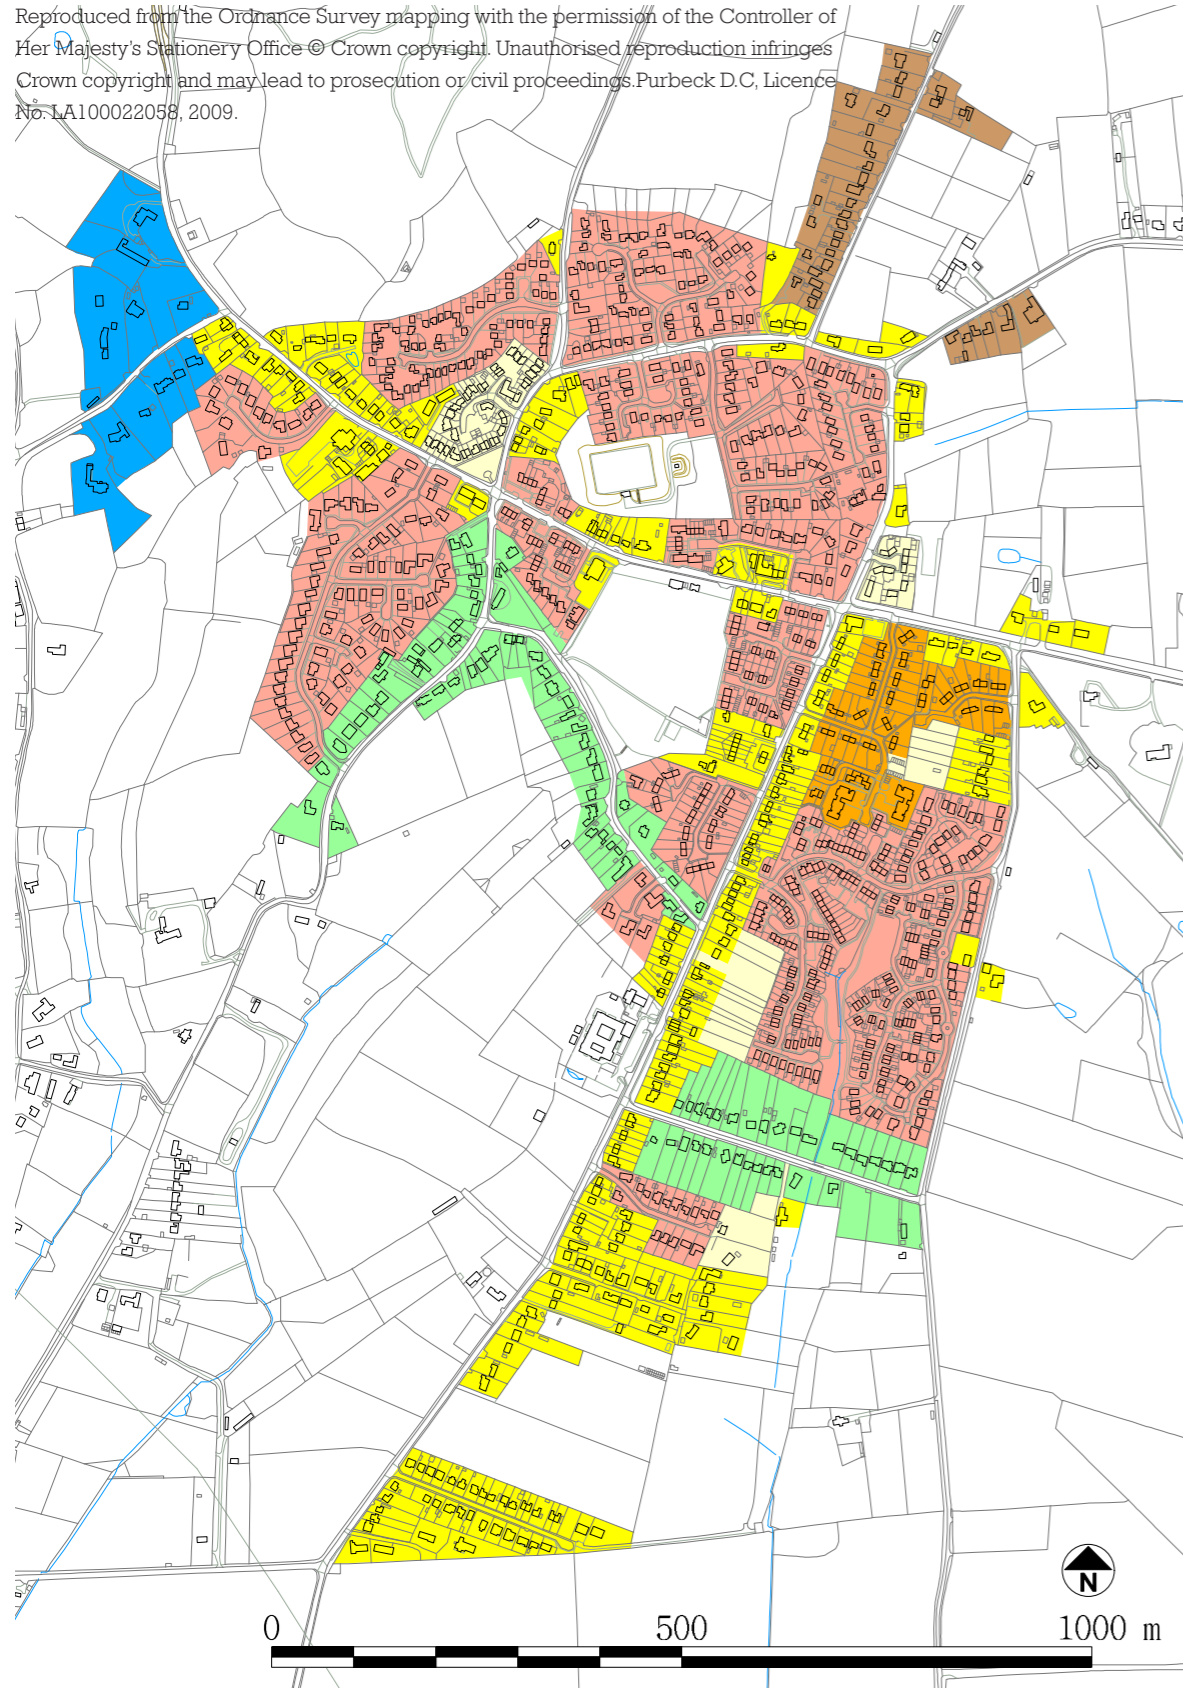 Reproduced from the Ordnance Survey mapping with the permission of the Controller of
Her Majesty's Stationery Office © Crown copyright. Unauthorised reproduction infringes
Crown copyright and may lead to prosecution or civil proceedings.Purbeck D.C, Licence
No. LA100022058, 2009.
N
0 500 1000 m